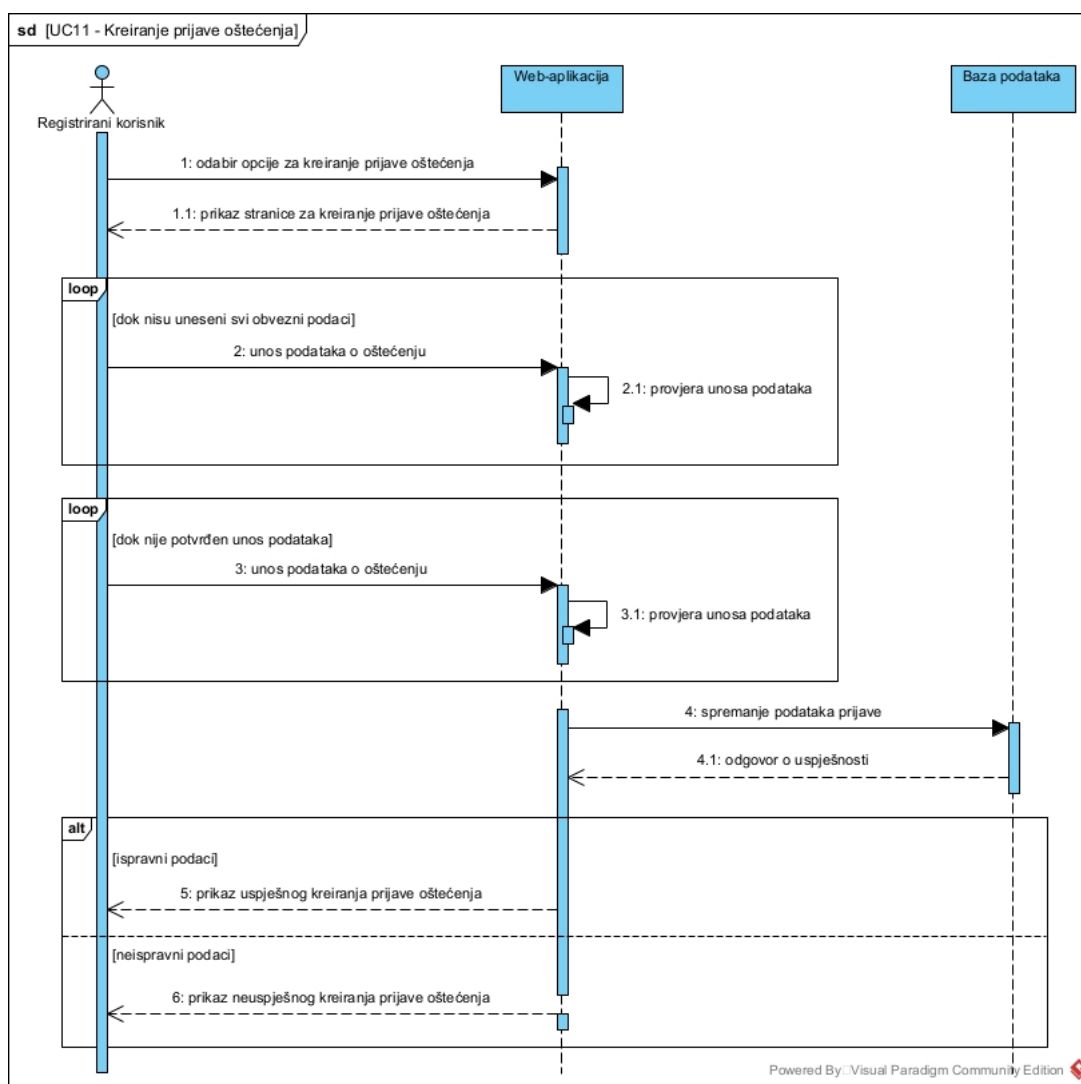 sd [UC11 - Kreiranje prijave oštećenja]
Web-aplikacija
Baza podataka
Registrirani korisnik
1: odabir opcije za kreiranje prijave oštećenja
1.1: prikaz stranice za kreiranje prijave oštećenja
loop
[dok nisu uneseni svi obvezni podaci]
2: unos podataka o oštećenju
2.1: provjera unosa podataka
loop
[dok nije potvrđen unos podataka]
3: unos podataka o oštećenju
3.1: provjera unosa podataka
4: spremanje podataka prijave
4.1: odgovor o uspješnosti
alt
[ispravni podaci]
5: prikaz uspješnog kreiranja prijave oštećenja
[neispravni podaci]
6: prikaz neuspješnog kreiranja prijave oštećenja
Powered By Visual Paradigm Community Edition